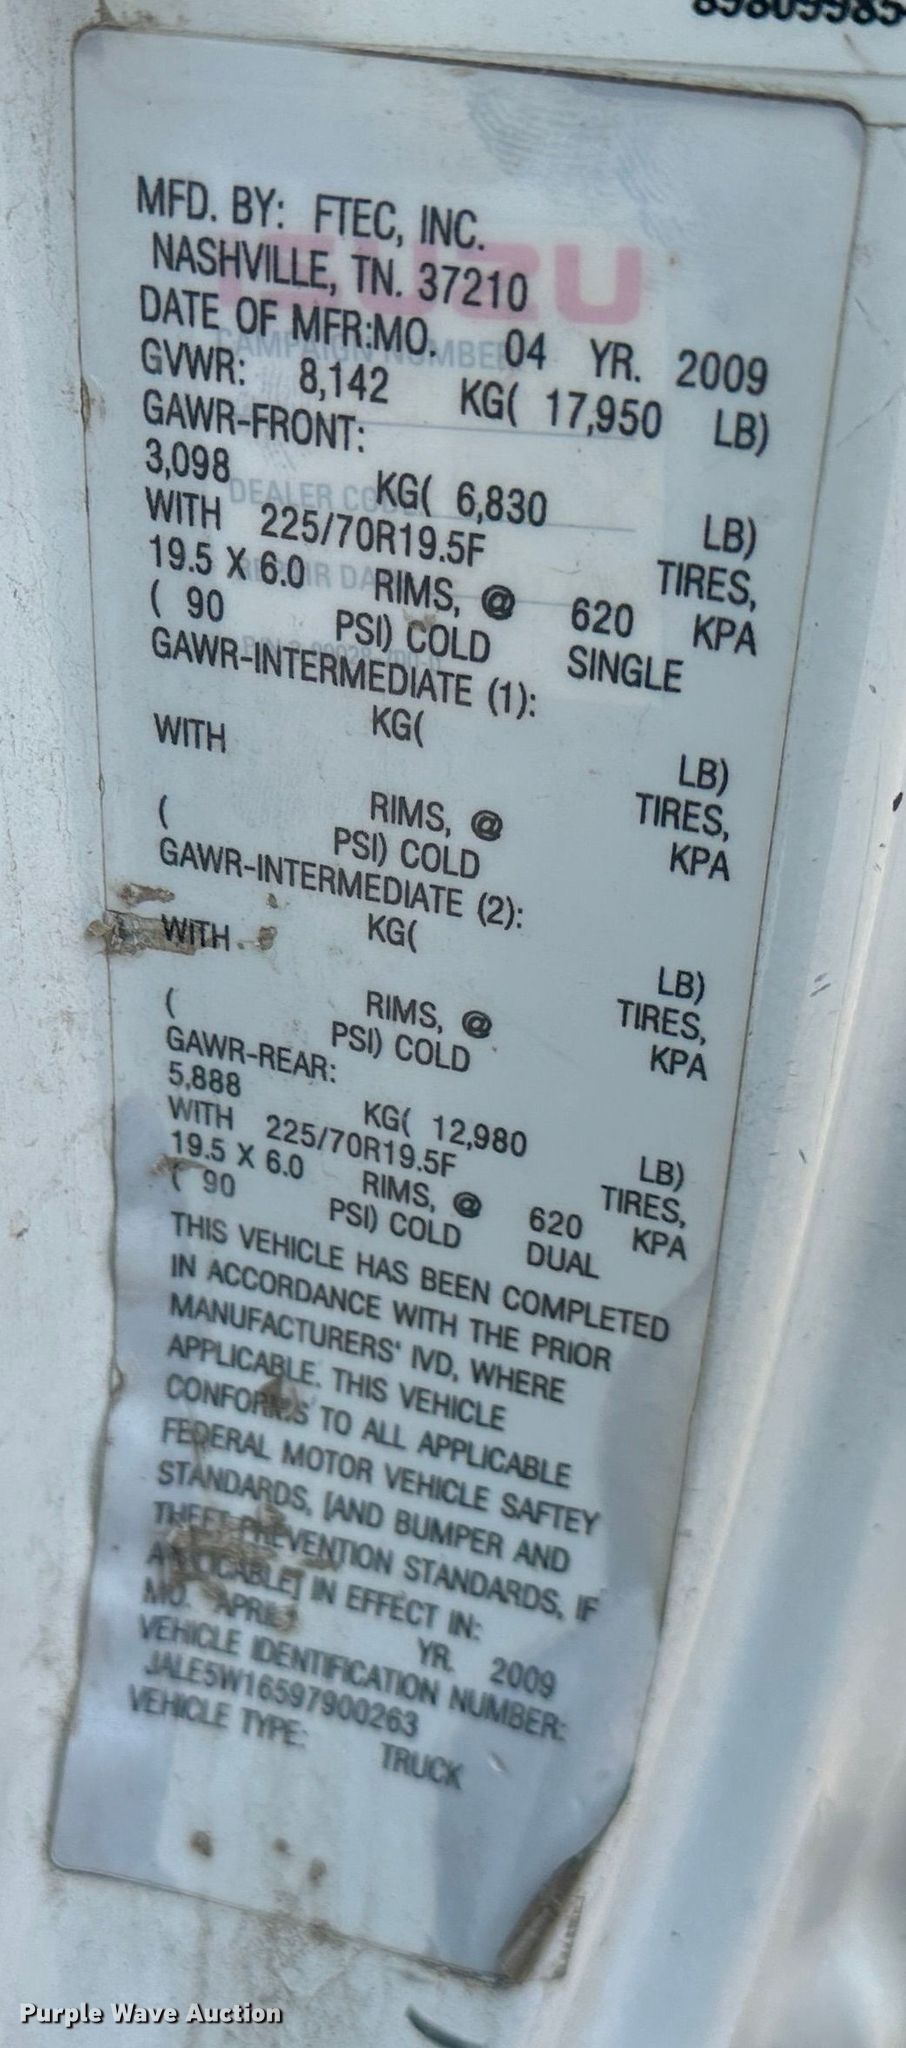 MFD. BY: FTEC, INC.
NASHVILLE, TN. 37210
DATE OF MFR:MO. 04 YR. 2009
GVWR: 8,142 KG( 17,950 LB)
GAWR-FRONT:
3,098 KG( 6,830 LB)
WITH 225/70R19.5F TIRES,
19.5 X 6.0 RIMS, @ 620 KPA
( 90 PSI) COLD SINGLE
GAWR-INTERMEDIATE (1):
KG( LB)
WITH TIRES,
RIMS, @ KPA
( PSI) COLD
GAWR-INTERMEDIATE (2):
KG( LB)
WITH TIRES,
RIMS, @ KPA
( PSI) COLD
GAWR-REAR:
5,888 KG( 12,980 LB)
WITH 225/70R19.5F TIRES,
19.5 X 6.0 RIMS, @ 620 KPA
( 90 PSI) COLD DUAL
THIS VEHICLE HAS BEEN COMPLETED
IN ACCORDANCE WITH THE PRIOR
MANUFACTURERS' IVD, WHERE
APPLICABLE. THIS VEHICLE
CONFORMS TO ALL APPLICABLE
FEDERAL MOTOR VEHICLE SAFTEY
STANDARDS, [AND BUMPER AND
THEFT PREVENTION STANDARDS, IF
APPLICABLE] IN EFFECT IN:
MO. APRIL YR. 2009
VEHICLE IDENTIFICATION NUMBER:
JALE5W16597900263
VEHICLE TYPE: TRUCK
ISUZU
CAMPAIGN NUMBER
DEALER CODE
REPAIR DATE
Purple Wave Auction